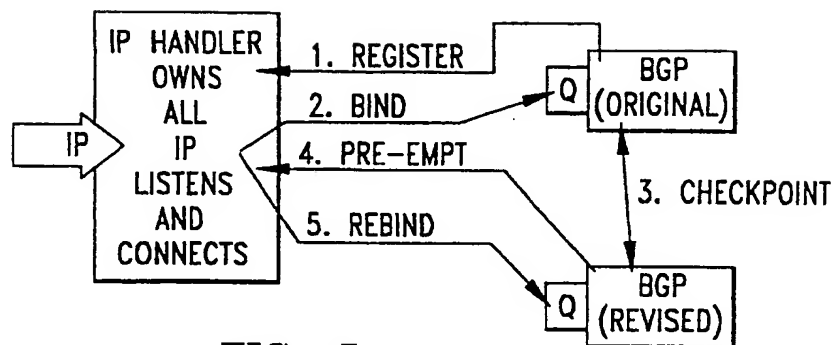 IP HANDLER
OWNS
ALL
IP
LISTENS
AND
CONNECTS
IP
1. REGISTER
2. BIND
4. PRE-EMPT
5. REBIND
Q
BGP
(ORIGINAL)
3. CHECKPOINT
Q
BGP
(REVISED)